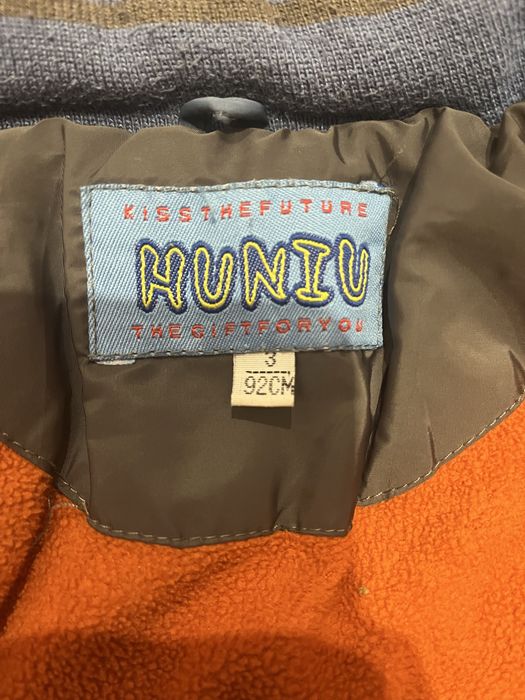 KISSTHEFUTURE
HUNIU
THEGIFTFORYOU
3
92CM